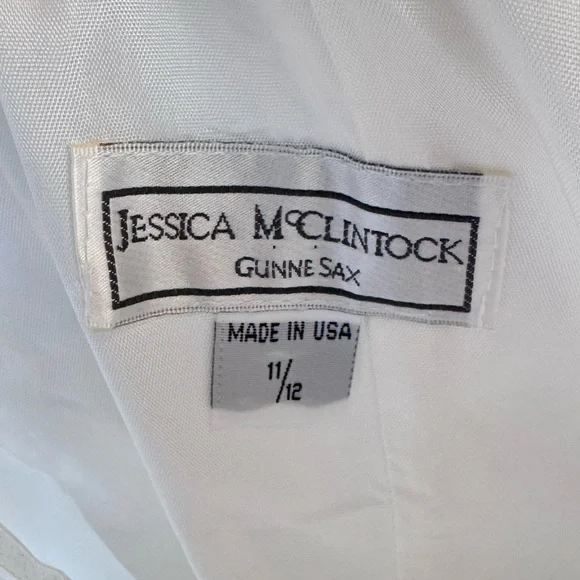 JESSICA McCLINTOCK
GUNNE SAX
MADE IN USA
11/12